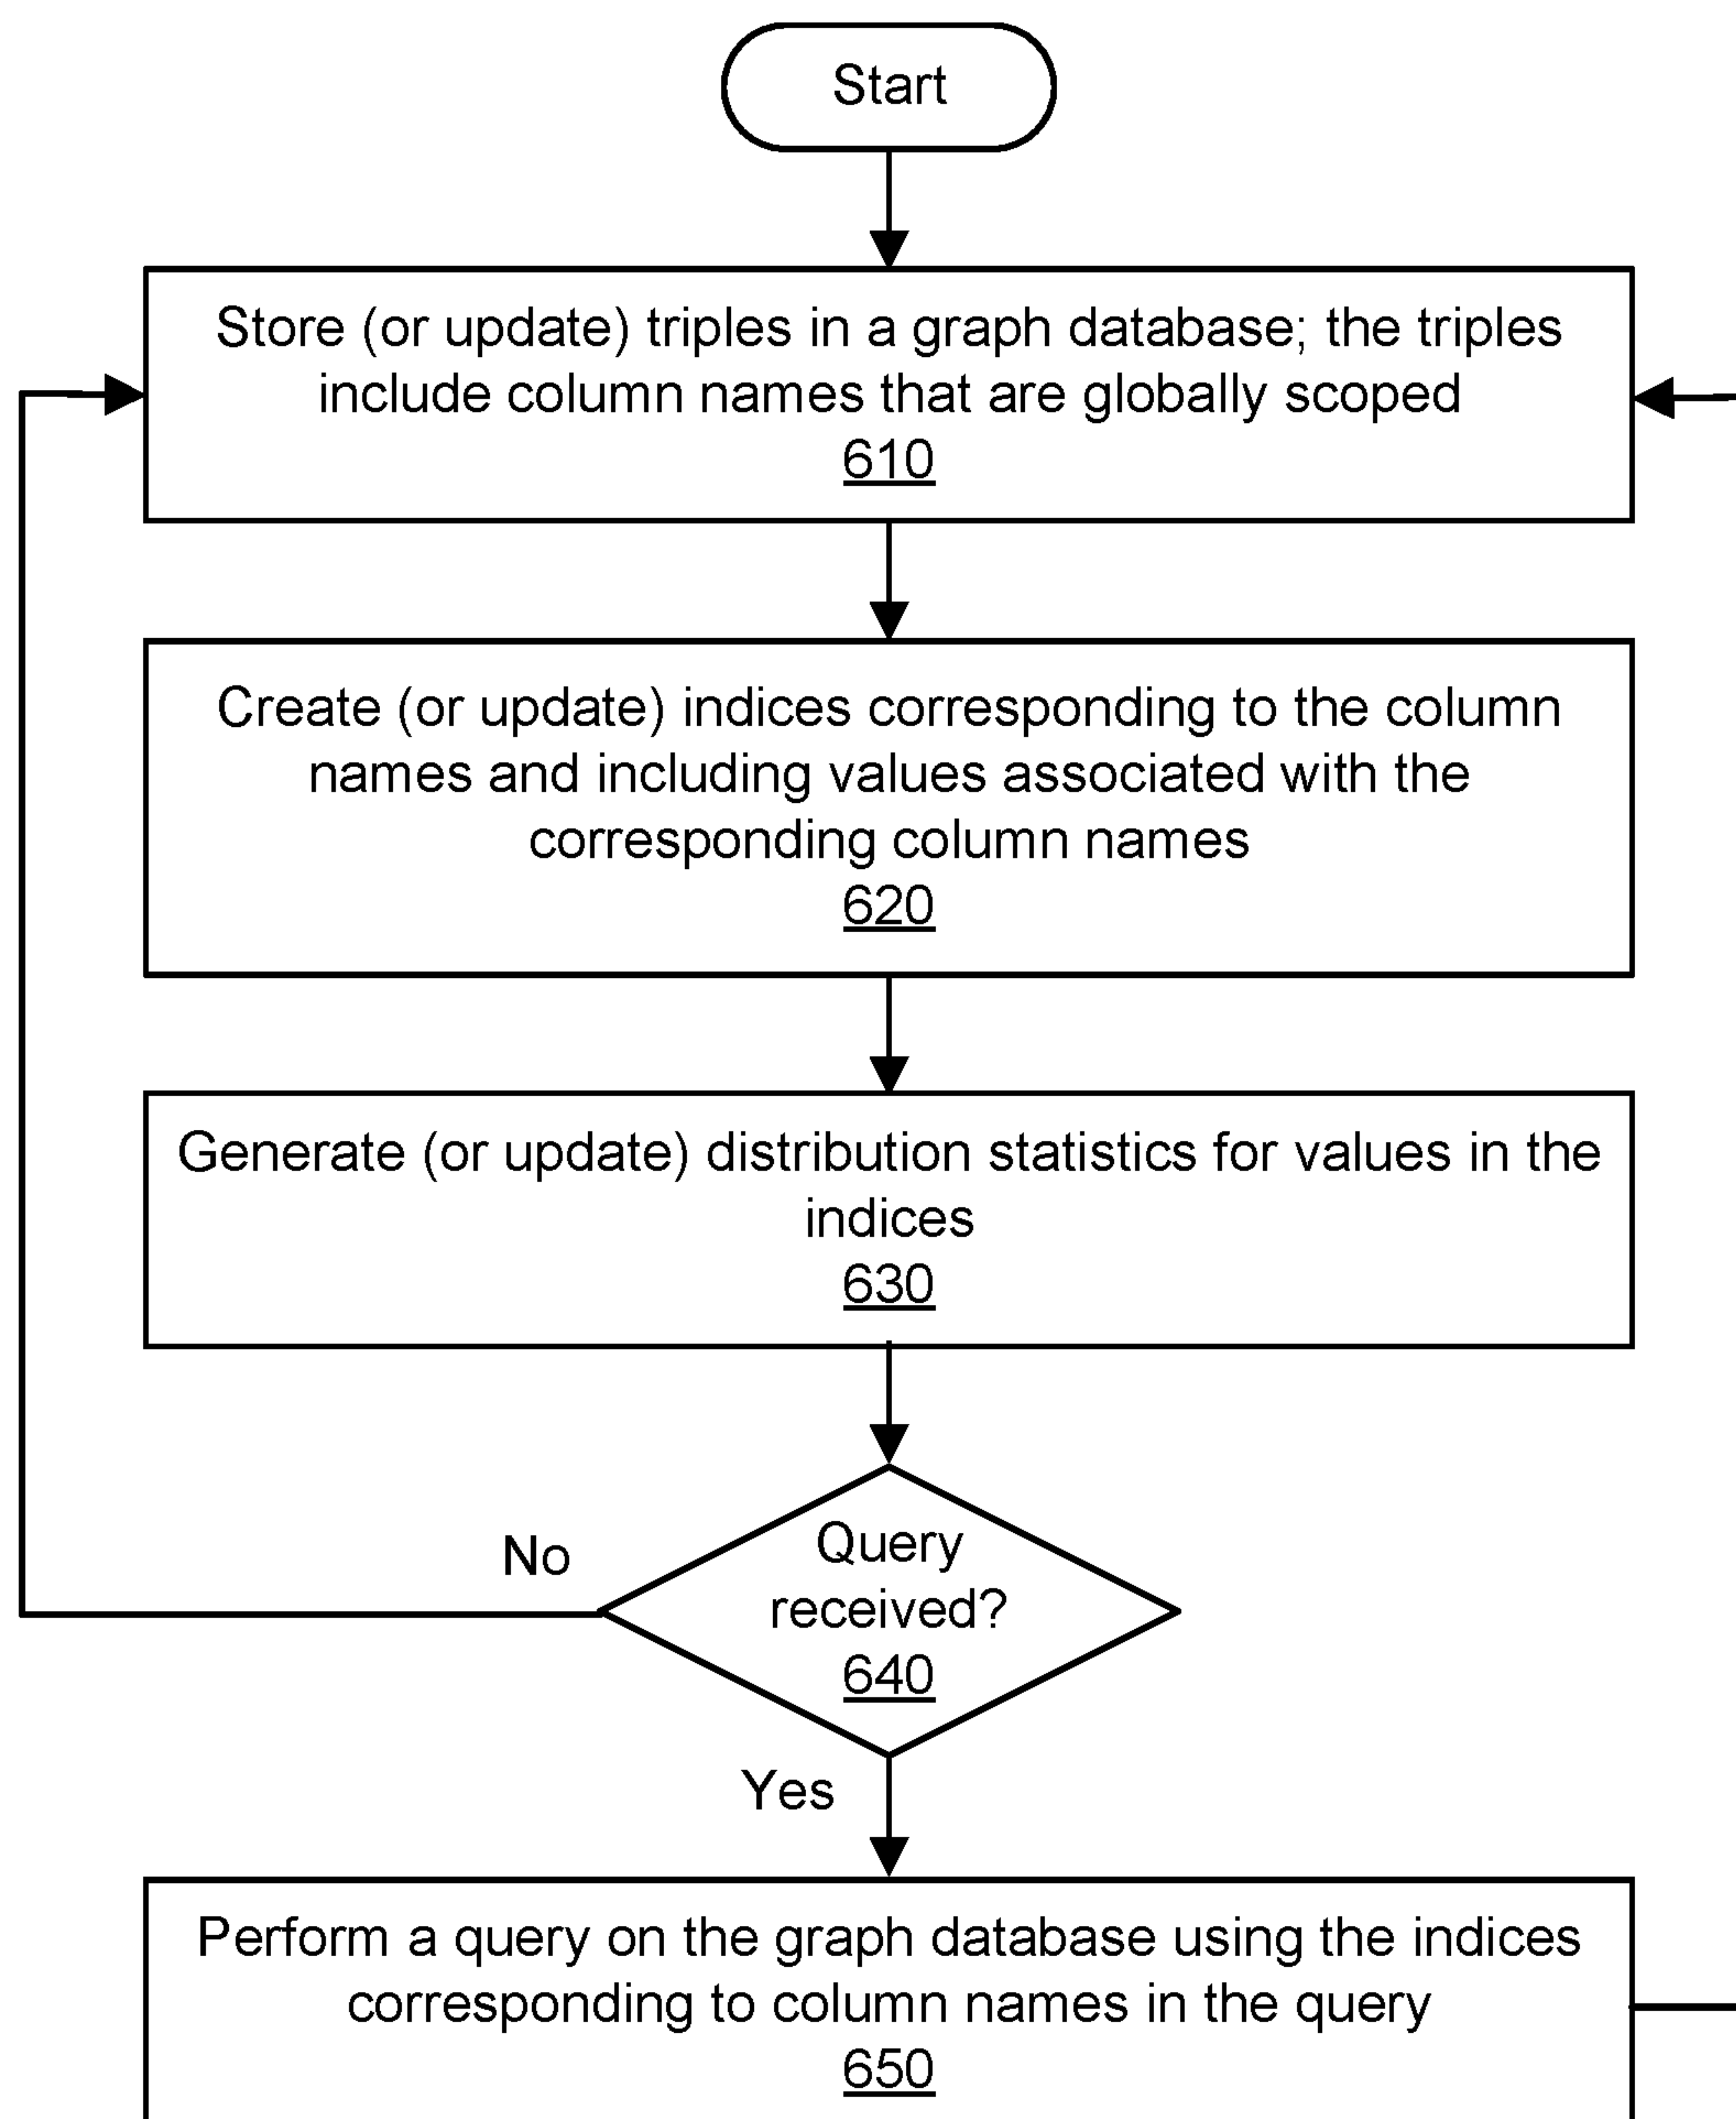 Start
Store (or update) triples in a graph database; the triples
include column names that are globally scoped
610
Create (or update) indices corresponding to the column
names and including values associated with the
corresponding column names
620
Generate (or update) distribution statistics for values in the
indices
630
Query
received?
640
No
Yes
Perform a query on the graph database using the indices
corresponding to column names in the query
650